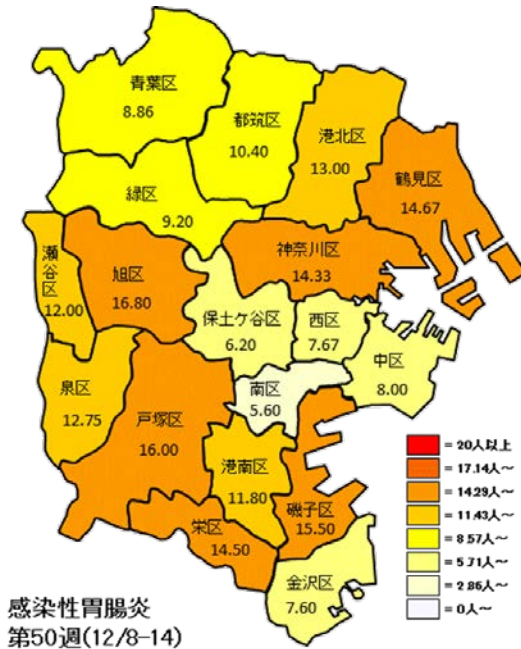 青葉区
8.86
都筑区
10.40
港北区
13.00
鶴見区
14.67
緑区
9.20
瀬谷区
12.00
旭区
16.80
神奈川区
14.33
保土ケ谷区
6.20
西区
7.67
中区
8.00
泉区
12.75
戸塚区
16.00
南区
5.60
港南区
11.80
磯子区
15.50
栄区
14.50
金沢区
7.60
= 20人以上
= 17.14人～
= 14.29人～
= 11.43人～
= 8.57人～
= 5.71人～
= 2.86人～
= 0人～
感染性胃腸炎
第50週(12/8-14)